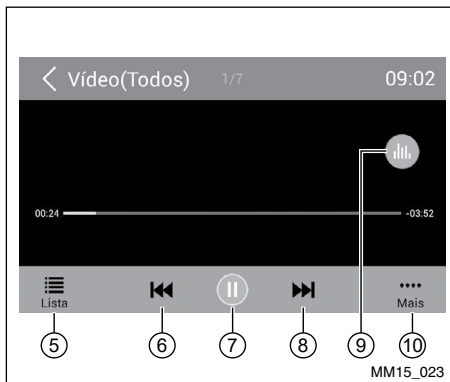 Vídeo(Todos) 1/7 09:02
00:24 -03:52
Lista Mais
5 6 7 8 9 10
MM15_023